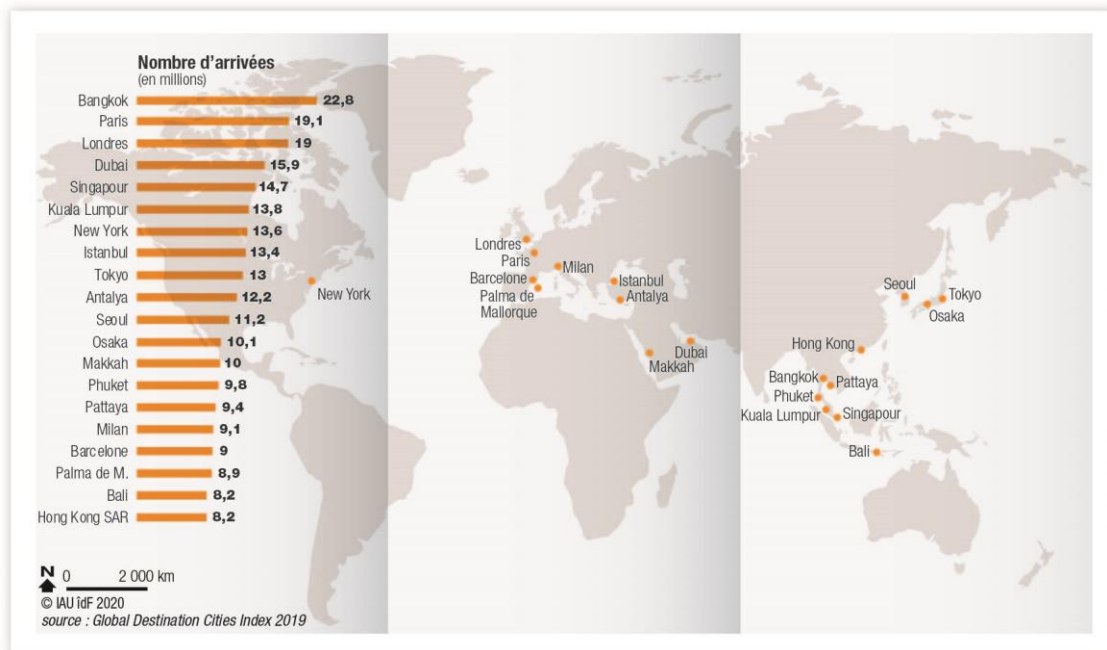 Nombre d'arrivées
(en millions)
Bangkok 22,8
Paris 19,1
Londres 19
Dubai 15,9
Singapour 14,7
Kuala Lumpur 13,8
New York 13,6
Istanbul 13,4
Tokyo 13
Antalya 12,2
Seoul 11,2
Osaka 10,1
Makkah 10
Phuket 9,8
Pattaya 9,4
Milan 9,1
Barcelone 9
Palma de M. 8,9
Bali 8,2
Hong Kong SAR 8,2
N 0 2 000 km
© IAU îdF 2020
source : Global Destination Cities Index 2019
New York
Londres
Paris
Milan
Barcelone
Palma de
Mallorque
Istanbul
Antalya
Dubai
Makkah
Seoul
Tokyo
Osaka
Hong Kong
Bangkok
Pattaya
Phuket
Kuala Lumpur
Singapour
Bali